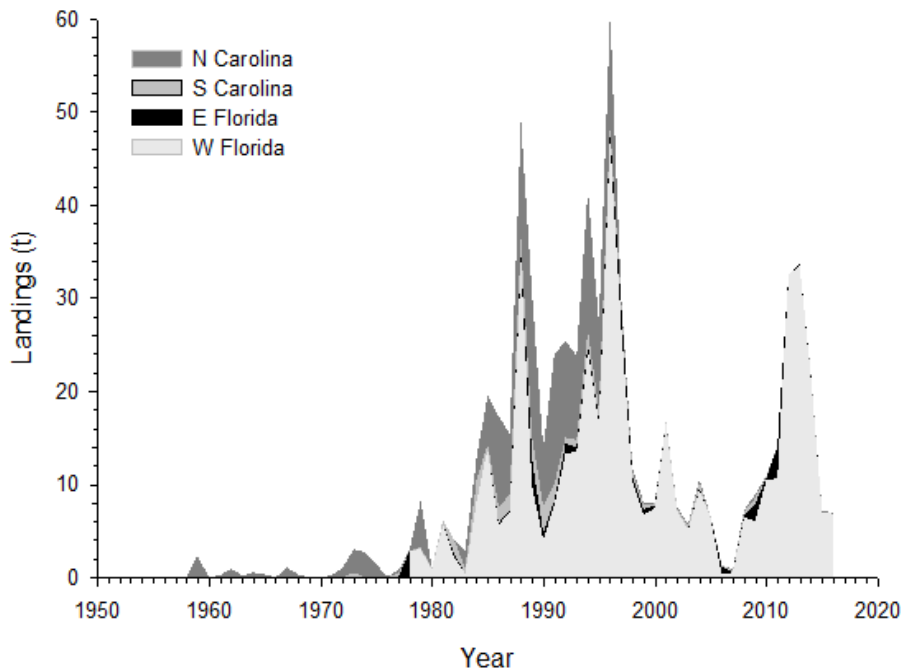 60
50
40
30
20
10
0
Landings (t)
N Carolina
S Carolina
E Florida
W Florida
1950 1960 1970 1980 1990 2000 2010 2020
Year